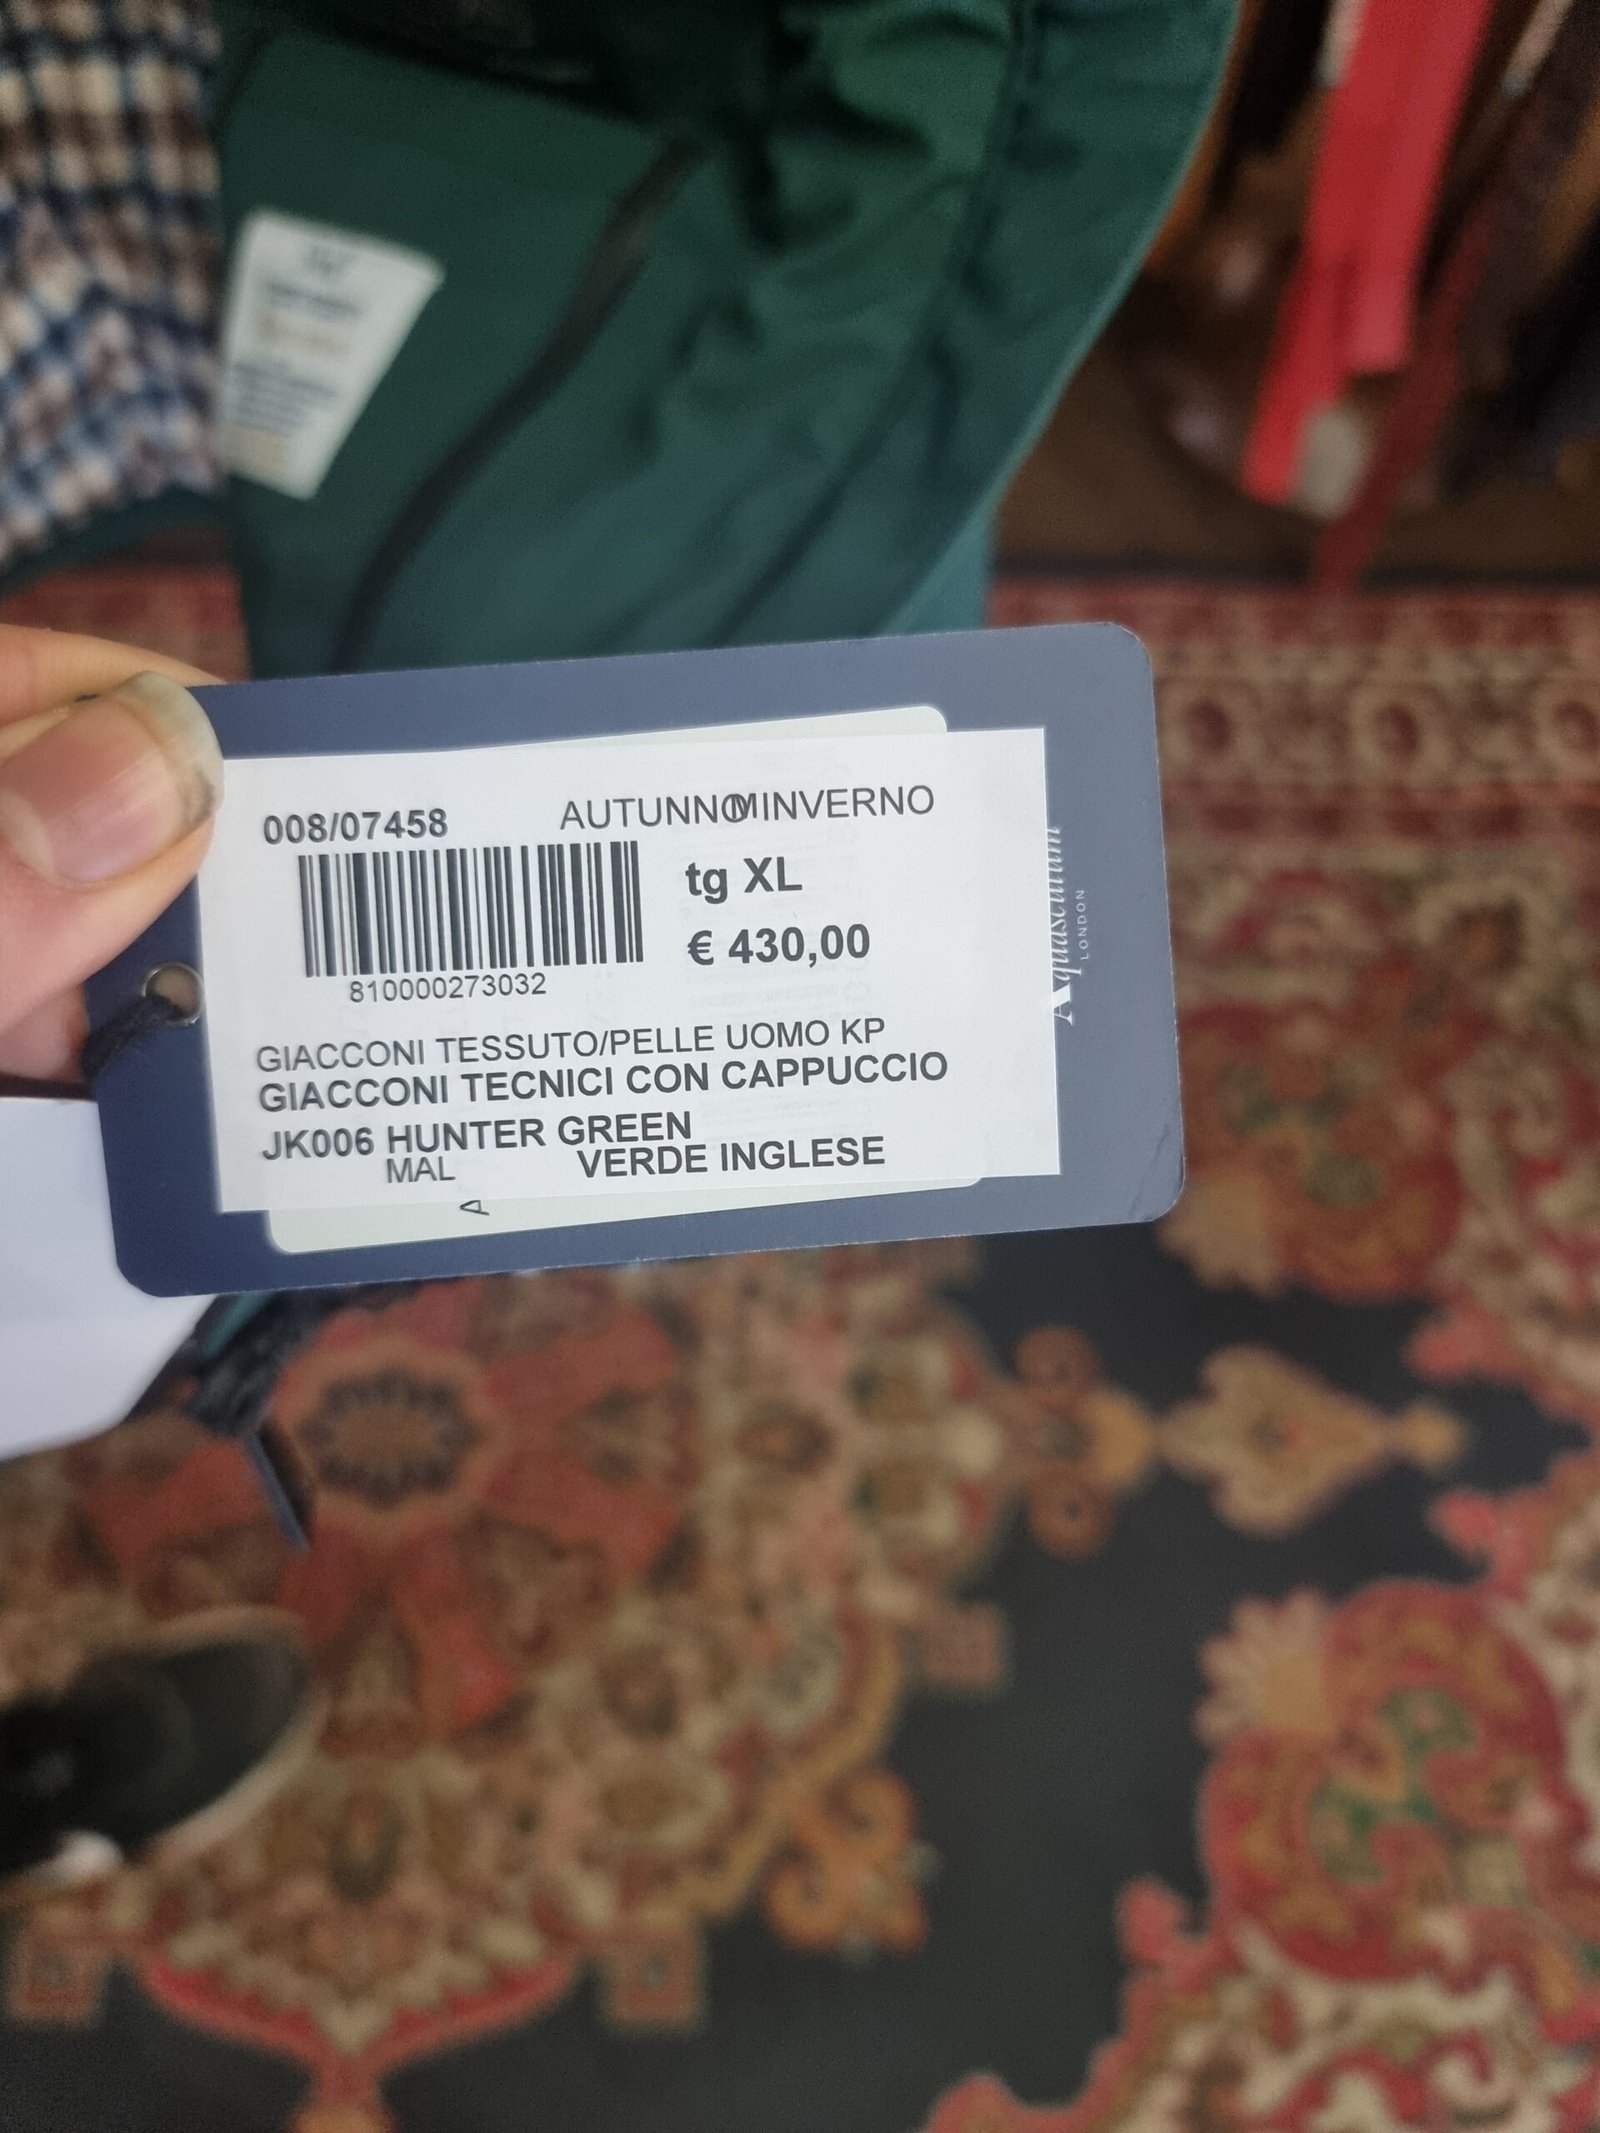 008/07458
AUTUNNO/INVERNO
tg XL
€ 430,00
810000273032
GIACCONI TESSUTO/PELLE UOMO KP
GIACCONI TECNICI CON CAPPUCCIO
JK006 HUNTER GREEN
MAL VERDE INGLESE
A
Aquascutum
LONDON